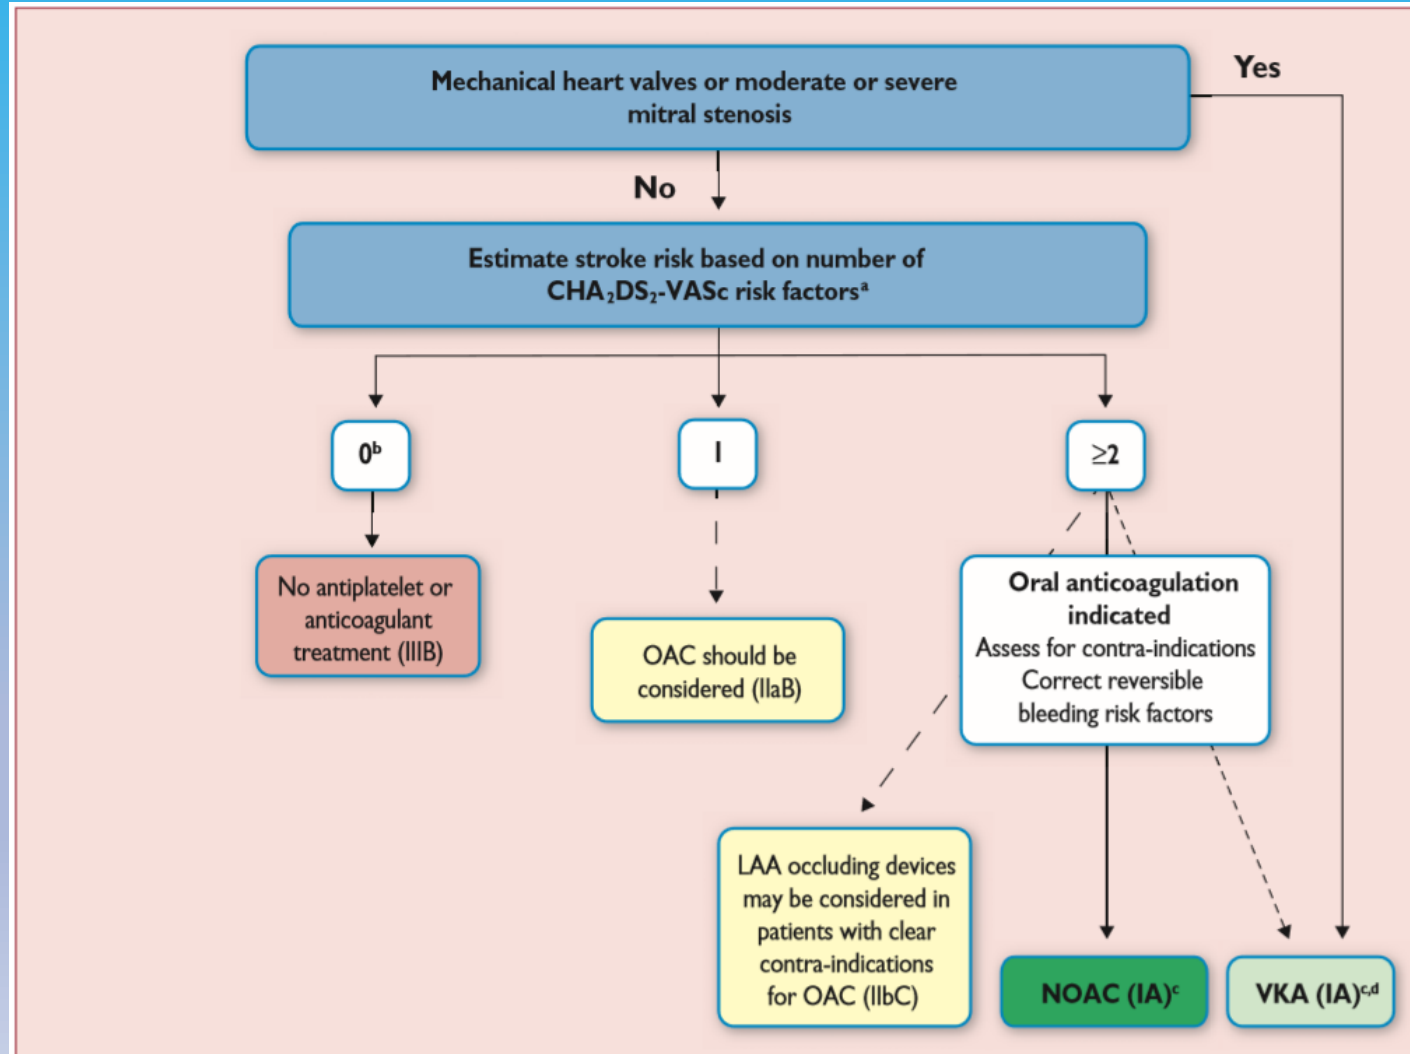 Mechanical heart valves or moderate or severe
mitral stenosis
Yes
No
Estimate stroke risk based on number of
CHA₂DS₂-VASc risk factorsᵃ
0ᵇ
1
≥2
No antiplatelet or
anticoagulant
treatment (IIIB)
OAC should be
considered (IIaB)
Oral anticoagulation
indicated
Assess for contra-indications
Correct reversible
bleeding risk factors
LAA occluding devices
may be considered in
patients with clear
contra-indications
for OAC (IIbC)
NOAC (IA)ᶜ
VKA (IA)ᶜ,ᵈ